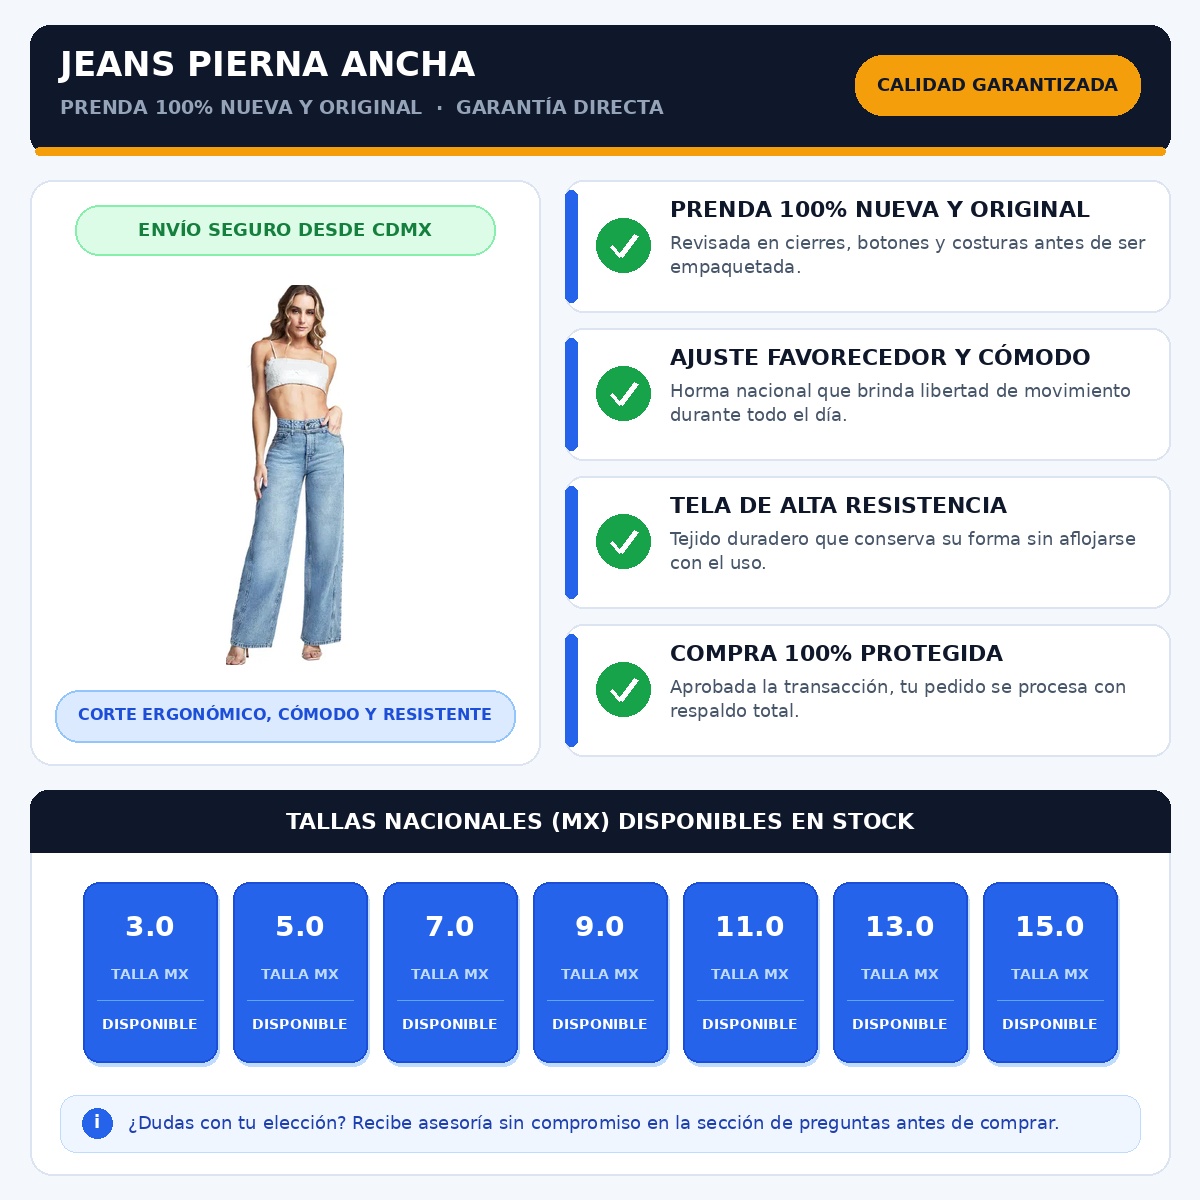 JEANS PIERNA ANCHA
PRENDA 100% NUEVA Y ORIGINAL · GARANTÍA DIRECTA
CALIDAD GARANTIZADA
ENVÍO SEGURO DESDE CDMX
CORTE ERGONÓMICO, CÓMODO Y RESISTENTE
PRENDA 100% NUEVA Y ORIGINAL
Revisada en cierres, botones y costuras antes de ser
empaquetada.
AJUSTE FAVORECEDOR Y CÓMODO
Horma nacional que brinda libertad de movimiento
durante todo el día.
TELA DE ALTA RESISTENCIA
Tejido duradero que conserva su forma sin aflojarse
con el uso.
COMPRA 100% PROTEGIDA
Aprobada la transacción, tu pedido se procesa con
respaldo total.
TALLAS NACIONALES (MX) DISPONIBLES EN STOCK
3.0 5.0 7.0 9.0 11.0 13.0 15.0
TALLA MX TALLA MX TALLA MX TALLA MX TALLA MX TALLA MX TALLA MX
DISPONIBLE DISPONIBLE DISPONIBLE DISPONIBLE DISPONIBLE DISPONIBLE DISPONIBLE
i ¿Dudas con tu elección? Recibe asesoría sin compromiso en la sección de preguntas antes de comprar.